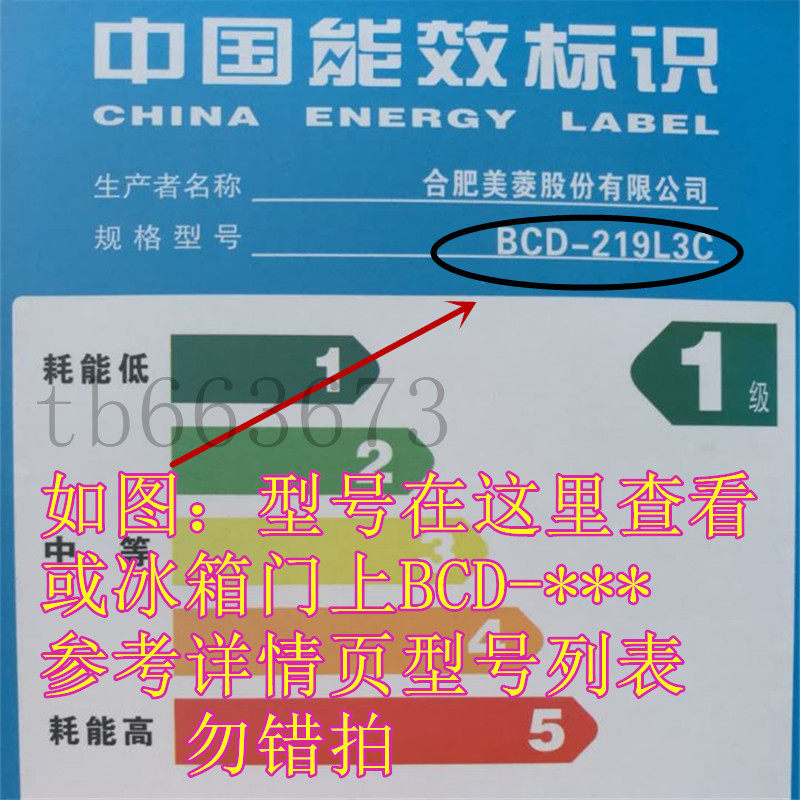 中国能效标识
CHINA ENERGY LABEL
生产者名称 合肥美菱股份有限公司
规格型号 BCD-219L3C
耗能低 1 1级
tb663673
2
如图：型号在这里查看
中等 3
或冰箱门上BCD-***
4
参考详情页型号列表
耗能高 5
勿错拍